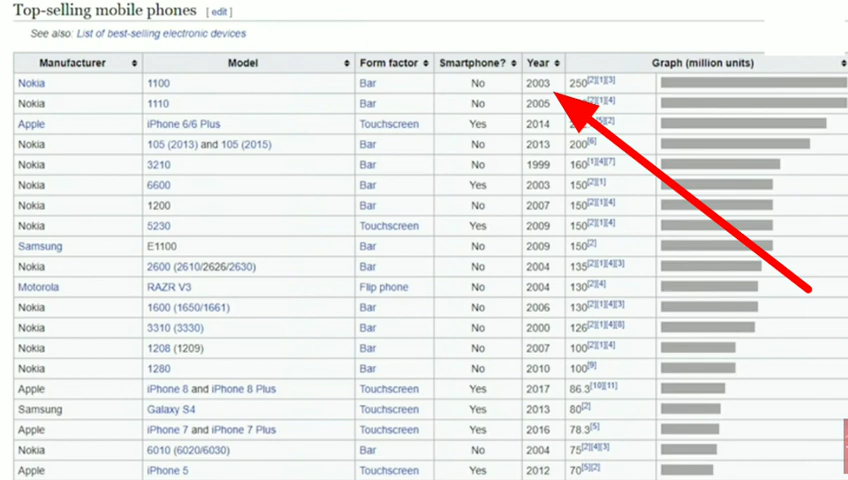 Top-selling mobile phones [ edit ]
See also: List of best-selling electronic devices
Manufacturer Model Form factor Smartphone? Year Graph (million units)
Nokia 1100 Bar No 2003 250[2][1][3]
Nokia 1110 Bar No 2005 [2][1][4]
Apple iPhone 6/6 Plus Touchscreen Yes 2014 [5][2]
Nokia 105 (2013) and 105 (2015) Bar No 2013 200[6]
Nokia 3210 Bar No 1999 160[1][4][7]
Nokia 6600 Bar Yes 2003 150[2][1]
Nokia 1200 Bar No 2007 150[2][1][4]
Nokia 5230 Touchscreen Yes 2009 150[2][1][4]
Samsung E1100 Bar No 2009 150[2]
Nokia 2600 (2610/2626/2630) Bar No 2004 135[2][1][4][3]
Motorola RAZR V3 Flip phone No 2004 130[2][4]
Nokia 1600 (1650/1661) Bar No 2006 130[2][1][4][3]
Nokia 3310 (3330) Bar No 2000 126[2][1][4][6]
Nokia 1208 (1209) Bar No 2007 100[2][1][4]
Nokia 1280 Bar No 2010 100[9]
Apple iPhone 8 and iPhone 8 Plus Touchscreen Yes 2017 86.3[10][11]
Samsung Galaxy S4 Touchscreen Yes 2013 80[2]
Apple iPhone 7 and iPhone 7 Plus Touchscreen Yes 2016 78.3[5]
Nokia 6010 (6020/6030) Bar No 2004 75[2][4][3]
Apple iPhone 5 Touchscreen Yes 2012 70[5][2]